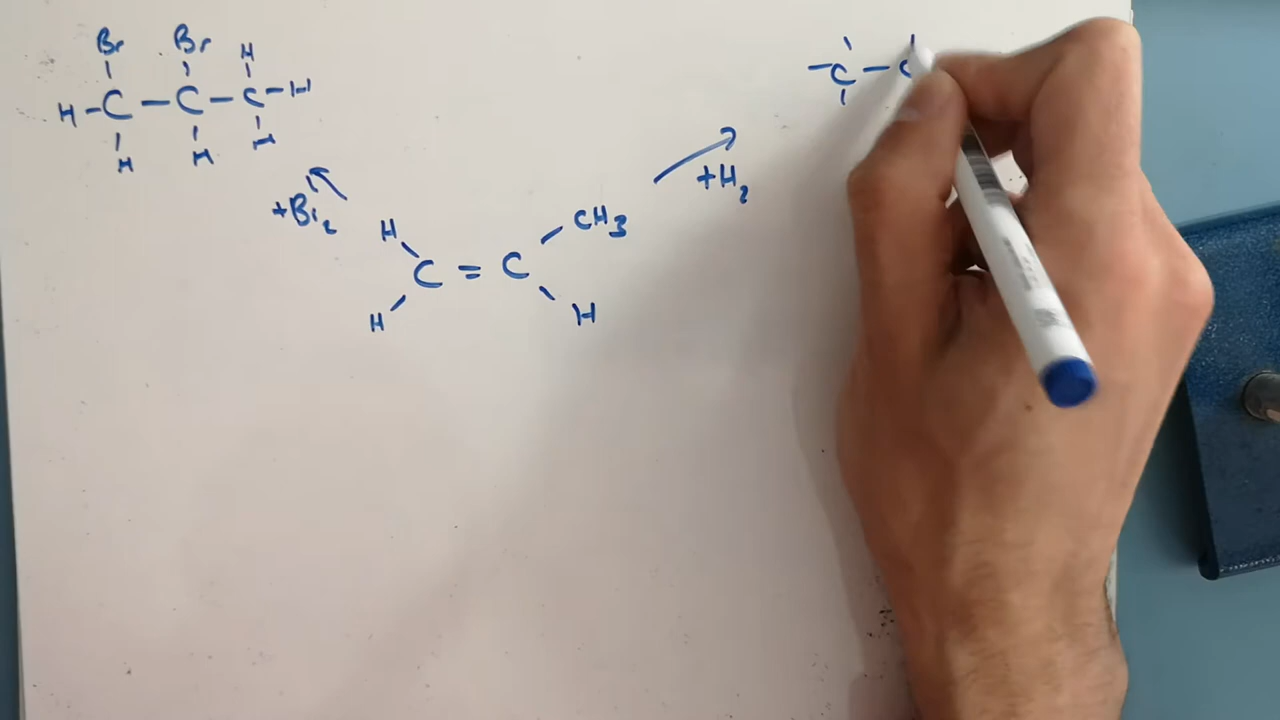 Br Br H
H-C-C-C-H
H H H
+Br₂
+H₂
-C-C
H CH₃
C=C
H H